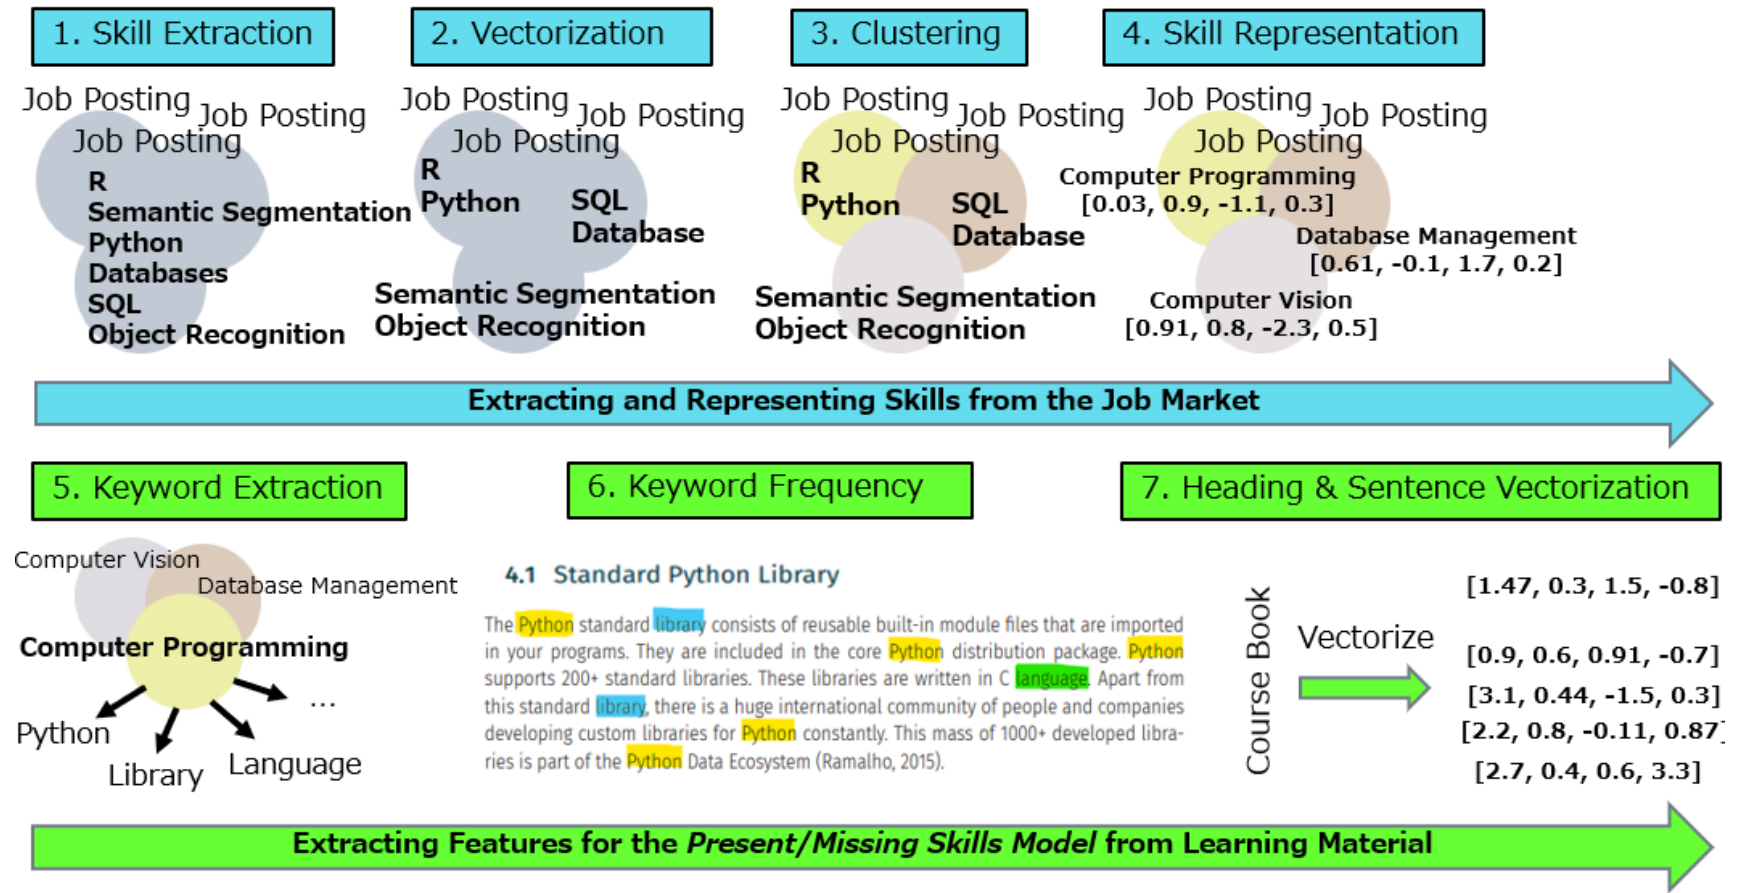 1. Skill Extraction
2. Vectorization
3. Clustering
4. Skill Representation
Job Posting
Job Posting
Job Posting
R
Semantic Segmentation
Python
Databases
SQL
Object Recognition
Job Posting
Job Posting
Job Posting
R
Python
SQL
Database
Semantic Segmentation
Object Recognition
Job Posting
Job Posting
Job Posting
R
Python
SQL
Database
Semantic Segmentation
Object Recognition
Job Posting
Job Posting
Job Posting
Computer Programming
[0.03, 0.9, -1.1, 0.3]
Database Management
[0.61, -0.1, 1.7, 0.2]
Computer Vision
[0.91, 0.8, -2.3, 0.5]
Extracting and Representing Skills from the Job Market
5. Keyword Extraction
6. Keyword Frequency
7. Heading & Sentence Vectorization
Computer Vision
Database Management
Computer Programming
Python
Library
Language
...
4.1 Standard Python Library
The Python standard library consists of reusable built-in module files that are imported
in your programs. They are included in the core Python distribution package. Python
supports 200+ standard libraries. These libraries are written in C language. Apart from
this standard library, there is a huge international community of people and companies
developing custom libraries for Python constantly. This mass of 1000+ developed libra-
ries is part of the Python Data Ecosystem (Ramalho, 2015).
Course Book
Vectorize
[1.47, 0.3, 1.5, -0.8]
[0.9, 0.6, 0.91, -0.7]
[3.1, 0.44, -1.5, 0.3]
[2.2, 0.8, -0.11, 0.87]
[2.7, 0.4, 0.6, 3.3]
Extracting Features for the Present/Missing Skills Model from Learning Material